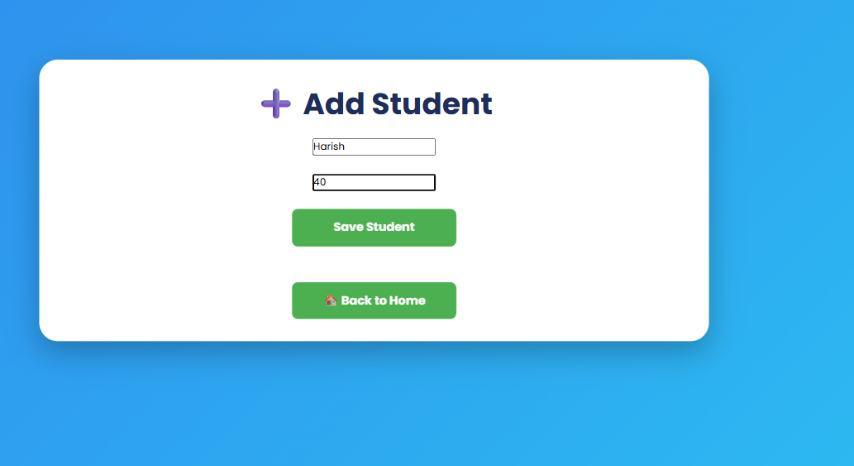 ➕ Add Student
Harish
40
Save Student
🏠 Back to Home